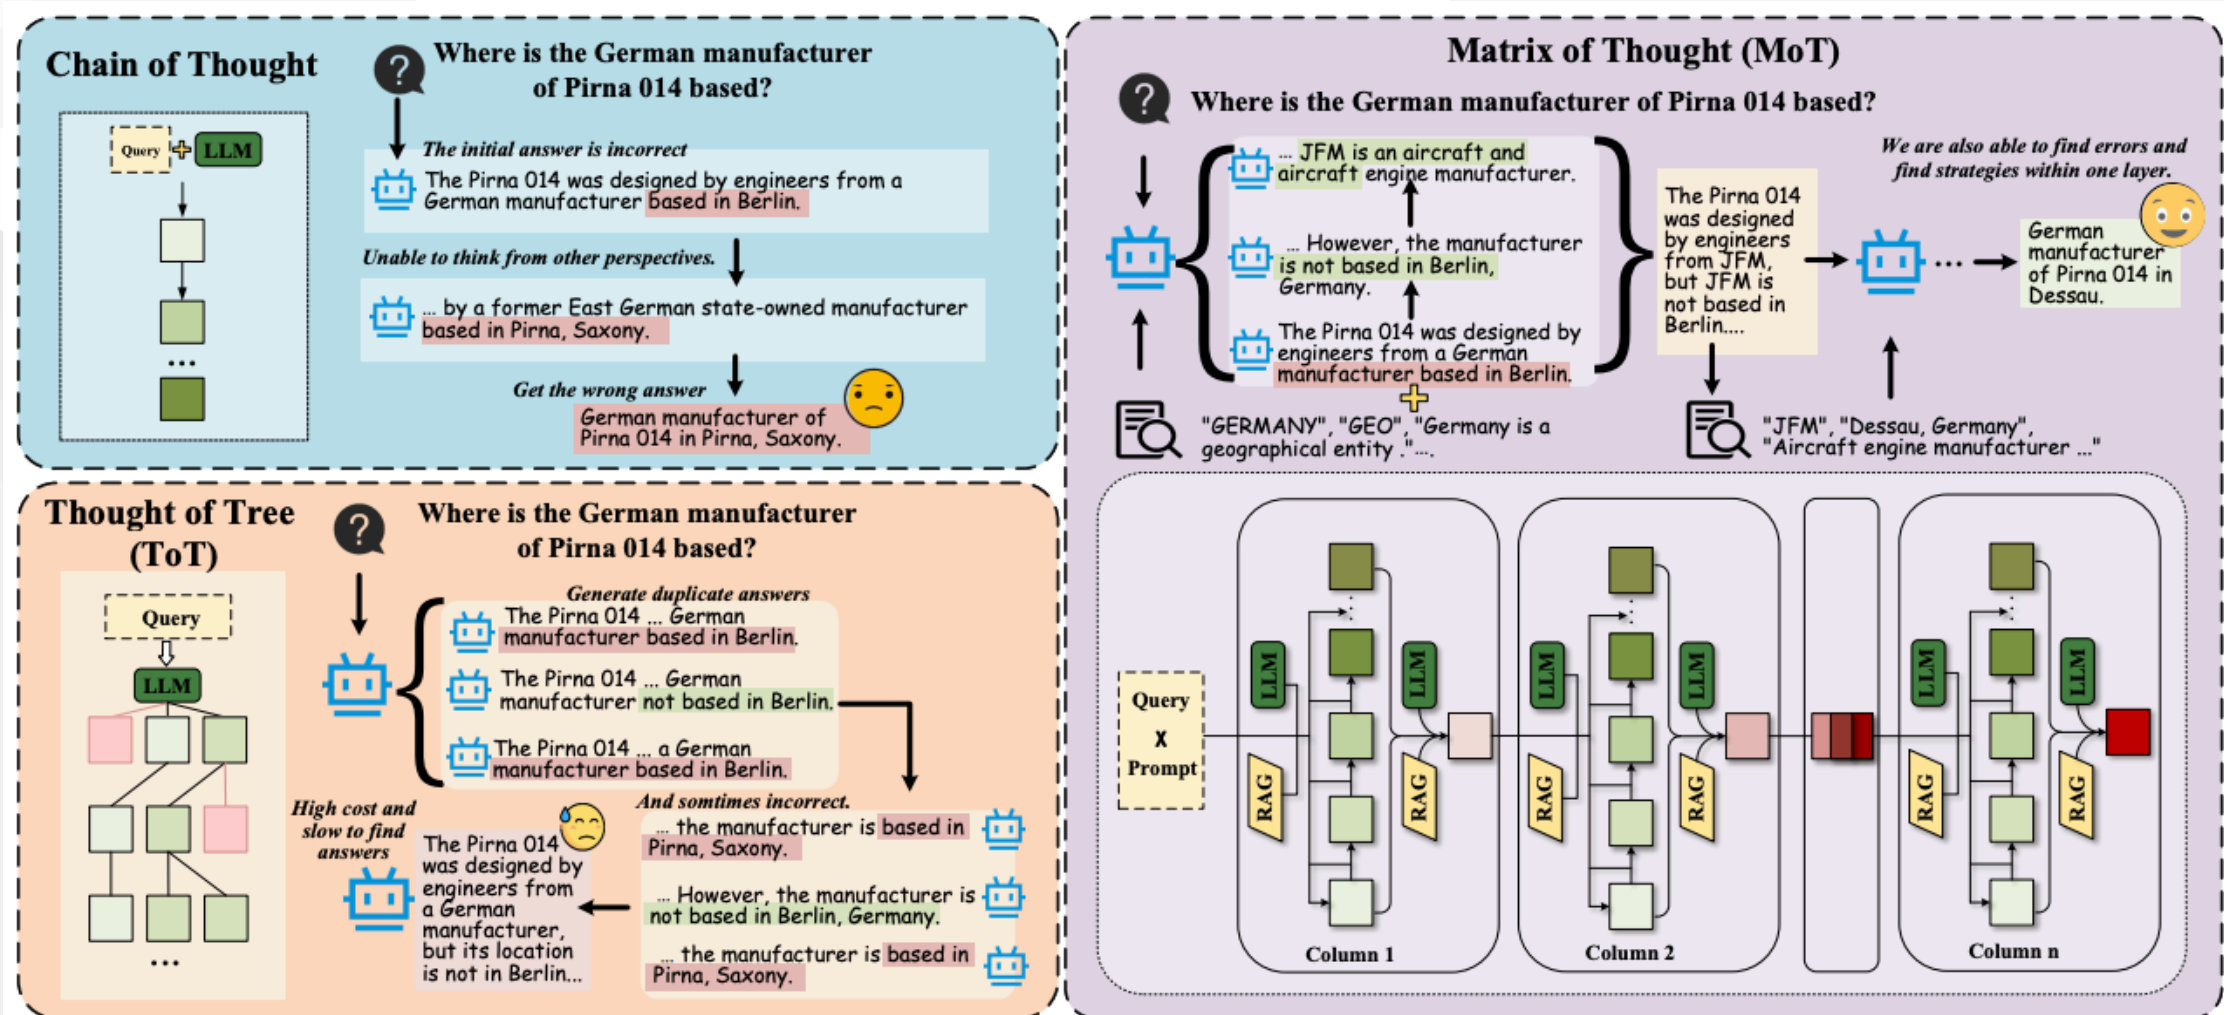 Chain of Thought
Query
LLM
...
Where is the German manufacturer
of Pirna 014 based?
The initial answer is incorrect
The Pirna 014 was designed by engineers from a
German manufacturer based in Berlin.
Unable to think from other perspectives.
... by a former East German state-owned manufacturer
based in Pirna, Saxony.
Get the wrong answer
German manufacturer of
Pirna 014 in Pirna, Saxony.
Thought of Tree
(ToT)
Query
LLM
...
Where is the German manufacturer
of Pirna 014 based?
Generate duplicate answers
The Pirna 014 ... German
manufacturer based in Berlin.
The Pirna 014 ... German
manufacturer not based in Berlin.
The Pirna 014 ... a German
manufacturer based in Berlin.
And somtimes incorrect.
... the manufacturer is based in
Pirna, Saxony.
... However, the manufacturer is
not based in Berlin, Germany.
... the manufacturer is based in
Pirna, Saxony.
High cost and
slow to find
answers
The Pirna 014
was designed by
engineers from
a German
manufacturer,
but its location
is not in Berlin...
Matrix of Thought (MoT)
Where is the German manufacturer of Pirna 014 based?
... JFM is an aircraft and
aircraft engine manufacturer.
... However, the manufacturer
is not based in Berlin,
Germany.
The Pirna 014 was designed by
engineers from a German
manufacturer based in Berlin.
"GERMANY", "GEO", "Germany is a
geographical entity ."....
The Pirna 014
was designed
by engineers
from JFM,
but JFM is
not based in
Berlin....
"JFM", "Dessau, Germany",
"Aircraft engine manufacturer ..."
We are also able to find errors and
find strategies within one layer.
...
German
manufacturer
of Pirna 014 in
Dessau.
Query
X
Prompt
LLM
RAG
LLM
RAG
Column 1
LLM
RAG
LLM
RAG
Column 2
LLM
RAG
LLM
RAG
Column n